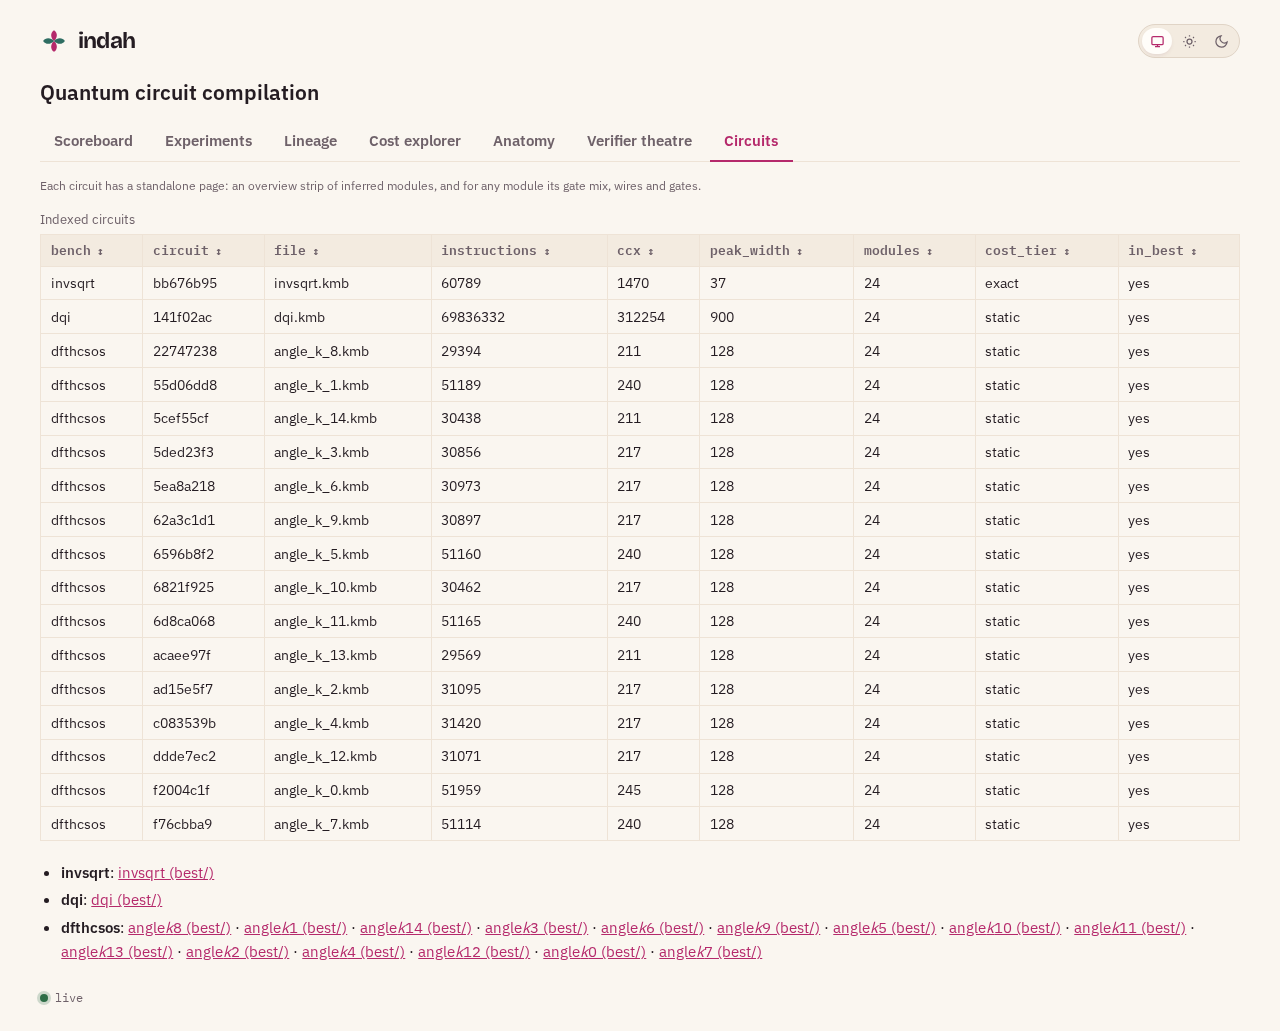 indah
Quantum circuit compilation
Scoreboard Experiments Lineage Cost explorer Anatomy Verifier theatre Circuits
Each circuit has a standalone page: an overview strip of inferred modules, and for any module its gate mix, wires and gates.
Indexed circuits
bench ↕ circuit ↕ file ↕ instructions ↕ ccx ↕ peak_width ↕ modules ↕ cost_tier ↕ in_best ↕
invsqrt bb676b95 invsqrt.kmb 60789 1470 37 24 exact yes
dqi 141f02ac dqi.kmb 69836332 312254 900 24 static yes
dfthcsos 22747238 angle_k_8.kmb 29394 211 128 24 static yes
dfthcsos 55d06dd8 angle_k_1.kmb 51189 240 128 24 static yes
dfthcsos 5cef55cf angle_k_14.kmb 30438 211 128 24 static yes
dfthcsos 5ded23f3 angle_k_3.kmb 30856 217 128 24 static yes
dfthcsos 5ea8a218 angle_k_6.kmb 30973 217 128 24 static yes
dfthcsos 62a3c1d1 angle_k_9.kmb 30897 217 128 24 static yes
dfthcsos 6596b8f2 angle_k_5.kmb 51160 240 128 24 static yes
dfthcsos 6821f925 angle_k_10.kmb 30462 217 128 24 static yes
dfthcsos 6d8ca068 angle_k_11.kmb 51165 240 128 24 static yes
dfthcsos acaee97f angle_k_13.kmb 29569 211 128 24 static yes
dfthcsos ad15e5f7 angle_k_2.kmb 31095 217 128 24 static yes
dfthcsos c083539b angle_k_4.kmb 31420 217 128 24 static yes
dfthcsos ddde7ec2 angle_k_12.kmb 31071 217 128 24 static yes
dfthcsos f2004c1f angle_k_0.kmb 51959 245 128 24 static yes
dfthcsos f76cbba9 angle_k_7.kmb 51114 240 128 24 static yes
• invsqrt: invsqrt (best/)
• dqi: dqi (best/)
• dfthcsos: anglek8 (best/) · anglek1 (best/) · anglek14 (best/) · anglek3 (best/) · anglek6 (best/) · anglek9 (best/) · anglek5 (best/) · anglek10 (best/) · anglek11 (best/) ·
anglek13 (best/) · anglek2 (best/) · anglek4 (best/) · anglek12 (best/) · anglek0 (best/) · anglek7 (best/)
live